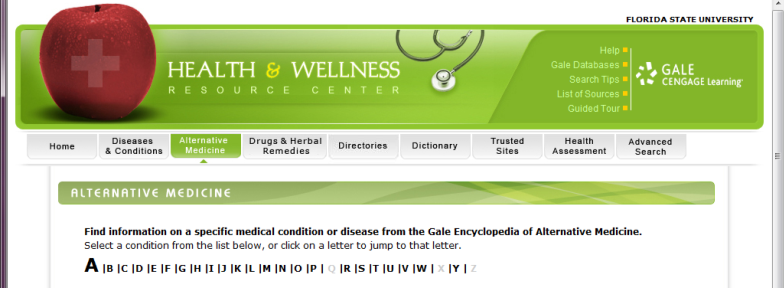 FLORIDA STATE UNIVERSITY
HEALTH & WELLNESS
RESOURCE CENTER
Help
Gale Databases
Search Tips
List of Sources
Guided Tour
GALE
CENGAGE Learning
Home
Diseases
& Conditions
Alternative
Medicine
Drugs & Herbal
Remedies
Directories
Dictionary
Trusted
Sites
Health
Assessment
Advanced
Search
ALTERNATIVE MEDICINE
Find information on a specific medical condition or disease from the Gale Encyclopedia of Alternative Medicine.
Select a condition from the list below, or click on a letter to jump to that letter.
A |B |C |D |E |F |G |H |I |J |K |L |M |N |O |P | Q |R |S |T |U |V |W | X |Y | Z